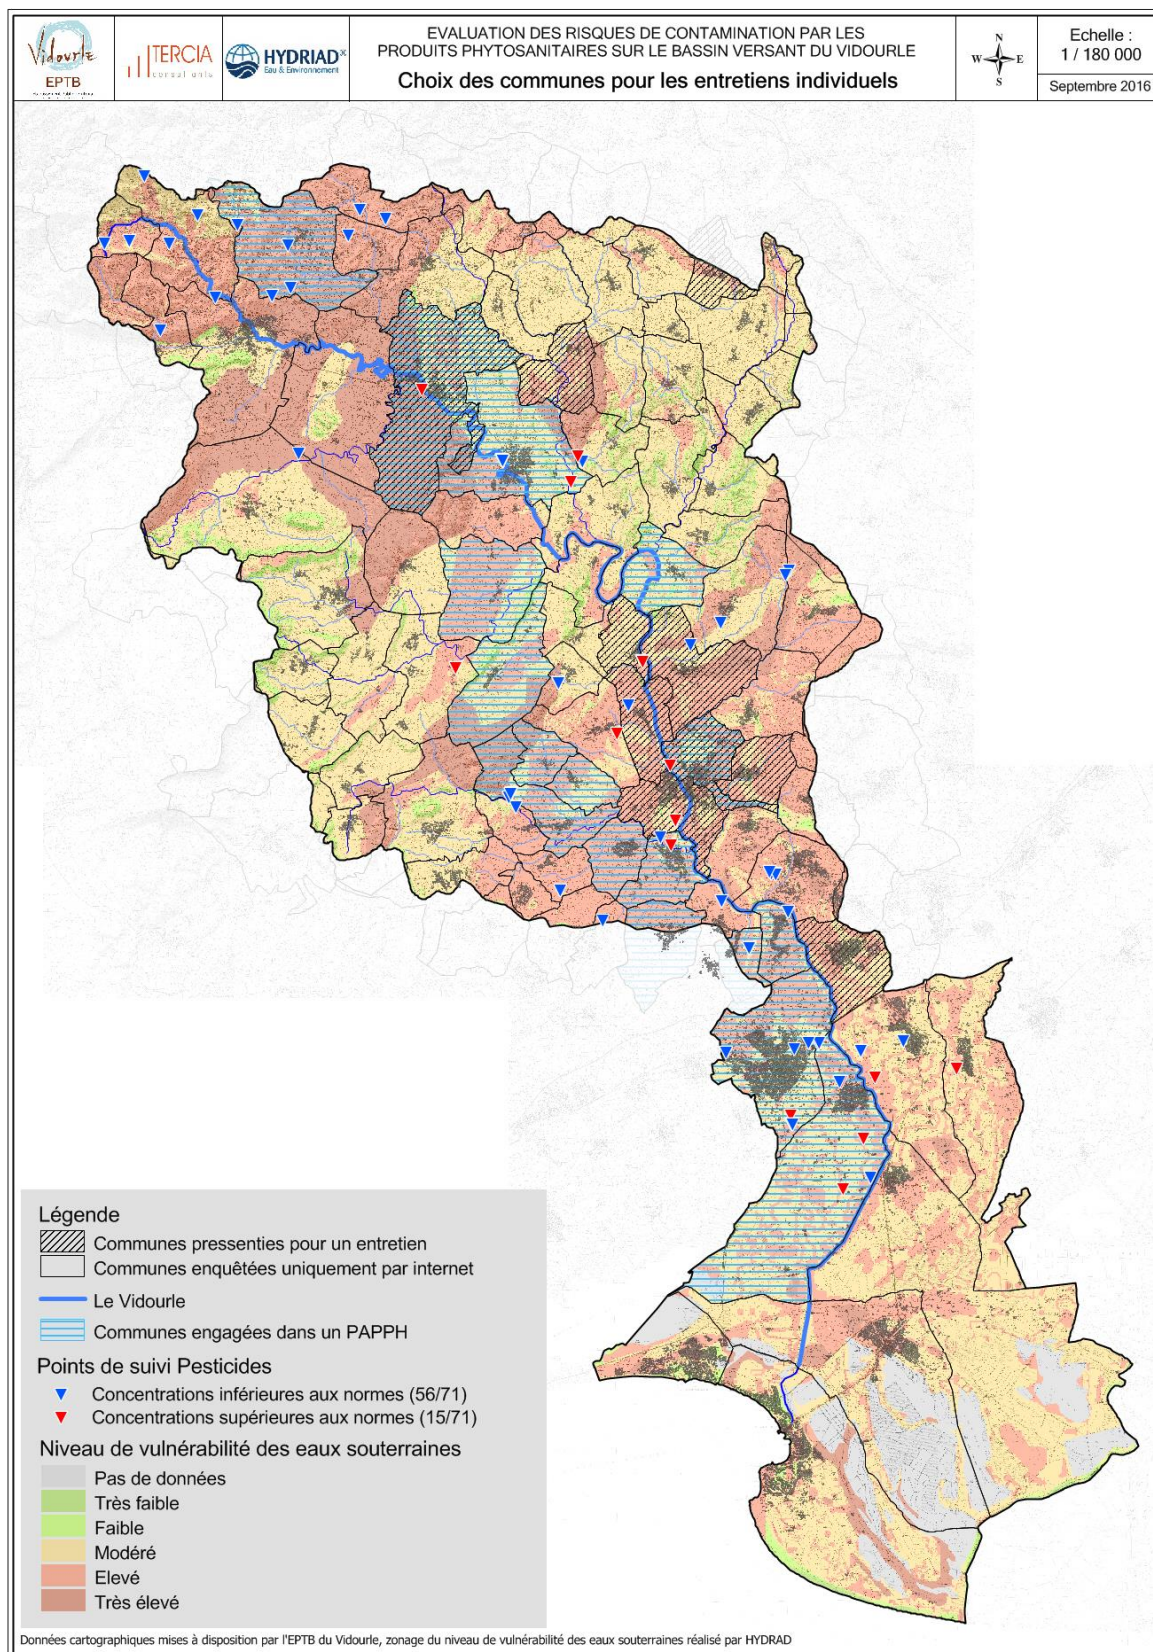 Vidourle
EPTB
ITERCIA
consultants
HYDRIAD
Eau & Environnement
EVALUATION DES RISQUES DE CONTAMINATION PAR LES
PRODUITS PHYTOSANITAIRES SUR LE BASSIN VERSANT DU VIDOURLE
Choix des communes pour les entretiens individuels
N
W E
S
Echelle :
1 / 180 000
Septembre 2016
Légende
Communes pressenties pour un entretien
Communes enquêtées uniquement par internet
Le Vidourle
Communes engagées dans un PAPPH
Points de suivi Pesticides
Concentrations inférieures aux normes (56/71)
Concentrations supérieures aux normes (15/71)
Niveau de vulnérabilité des eaux souterraines
Pas de données
Très faible
Faible
Modéré
Elevé
Très élevé
Données cartographiques mises à disposition par l'EPTB du Vidourle, zonage du niveau de vulnérabilité des eaux souterraines réalisé par HYDRAD